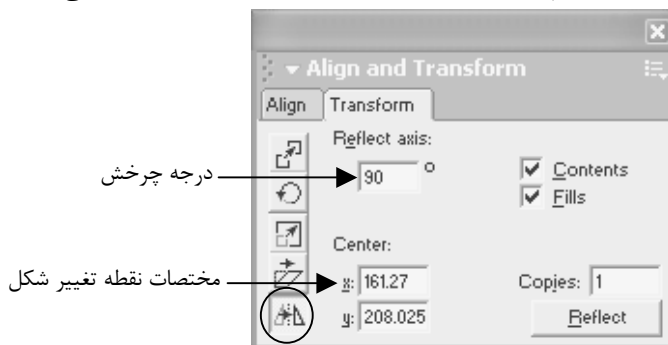 Align and Transform
Align Transform
Reflect axis:
درجه چرخش
90 °
Contents
Fills
Center:
مختصات نقطه تغییر شکل
x: 161.27
Copies: 1
y: 208.025
Reflect